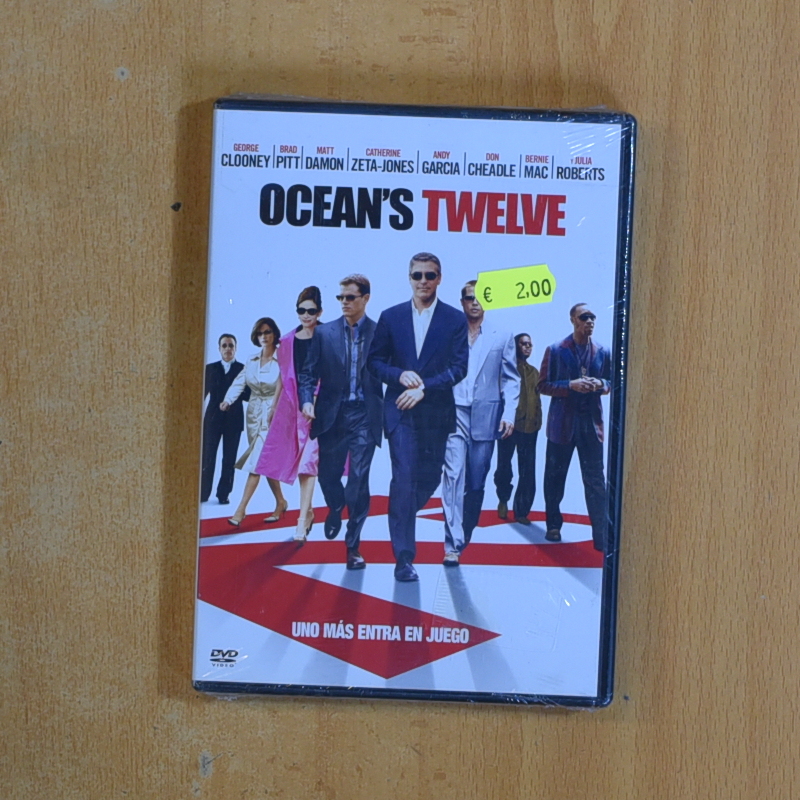 GEORGE CLOONEY BRAD PITT MATT DAMON CATHERINE ZETA-JONES ANDY GARCIA DON CHEADLE BERNIE MAC JULIA ROBERTS
OCEAN'S TWELVE
€ 2,00
UNO MÁS ENTRA EN JUEGO
DVD
VIDEO